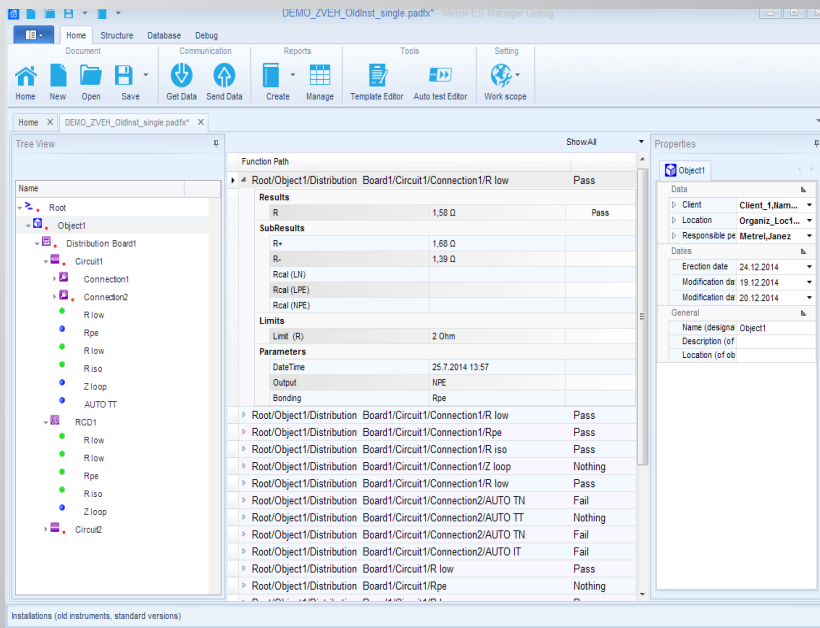 DEMO_ZVEH_OldInst_single.padfx* - Metrel ES Manager Debug
Home Structure Database Debug
Document Communication Reports Tools Setting
Home New Open Save Get Data Send Data Create Manage Template Editor Auto test Editor Work scope
Home X DEMO_ZVEH_OldInst_single.padfx* X
Tree View
Name
Root
Object1
Distribution Board1
Circuit1
Connection1
Connection2
R low
Rpe
R low
R iso
Z loop
AUTO TT
RCD1
R low
R low
Rpe
R iso
Z loop
Circuit2
ShowAll
Function Path
Root/Object1/Distribution Board1/Circuit1/Connection1/R low Pass
Results
R 1,58 Ω Pass
SubResults
R+ 1,68 Ω
R- 1,39 Ω
Rcal (LN)
Rcal (LPE)
Rcal (NPE)
Limits
Limit (R) 2 Ohm
Parameters
DateTime 25.7.2014 13:57
Output NPE
Bonding Rpe
Root/Object1/Distribution Board1/Circuit1/Connection1/R low Pass
Root/Object1/Distribution Board1/Circuit1/Connection1/Rpe Pass
Root/Object1/Distribution Board1/Circuit1/Connection1/R iso Pass
Root/Object1/Distribution Board1/Circuit1/Connection1/Z loop Nothing
Root/Object1/Distribution Board1/Circuit1/Connection1/R low Pass
Root/Object1/Distribution Board1/Circuit1/Connection2/AUTO TN Fail
Root/Object1/Distribution Board1/Circuit1/Connection2/AUTO TT Nothing
Root/Object1/Distribution Board1/Circuit1/Connection2/AUTO TN Fail
Root/Object1/Distribution Board1/Circuit1/Connection2/AUTO IT Fail
Root/Object1/Distribution Board1/Circuit1/R low Pass
Root/Object1/Distribution Board1/Circuit1/Rpe Nothing
Properties
Object1
Data
Client Client_1,Nam...
Location Organiz_Loc1...
Responsible pe Metrel,Janez
Dates
Erection date 24.12.2014
Modification da 19.12.2014
Modification da 20.12.2014
General
Name (designa Object1
Description (of
Location (of ob
Installations (old instruments, standard versions)